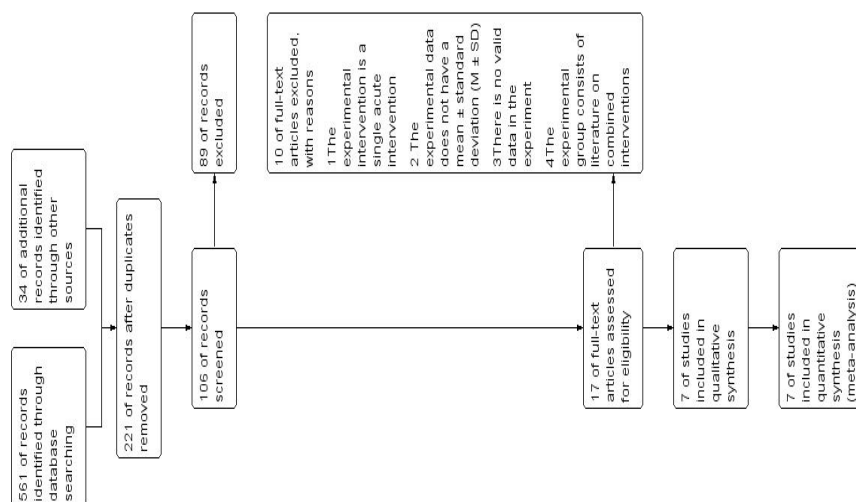 561 of records
identified through
database
searching
34 of additional
records identified
through other
sources
221 of records after duplicates
removed
106 of records
screened
89 of records
excluded
17 of full-text
articles assessed
for eligibility
10 of full-text
articles excluded,
with reasons
1The
experimental
intervention is a
single acute
intervention
2 The
experimental data
does not have a
mean ± standard
deviation (M ± SD)
3There is no valid
data in the
experiment
4The
experimental
group consists of
literature on
combined
interventions
7 of studies
included in
qualitative
synthesis
7 of studies
included in
quantitative
synthesis
(meta-analysis)